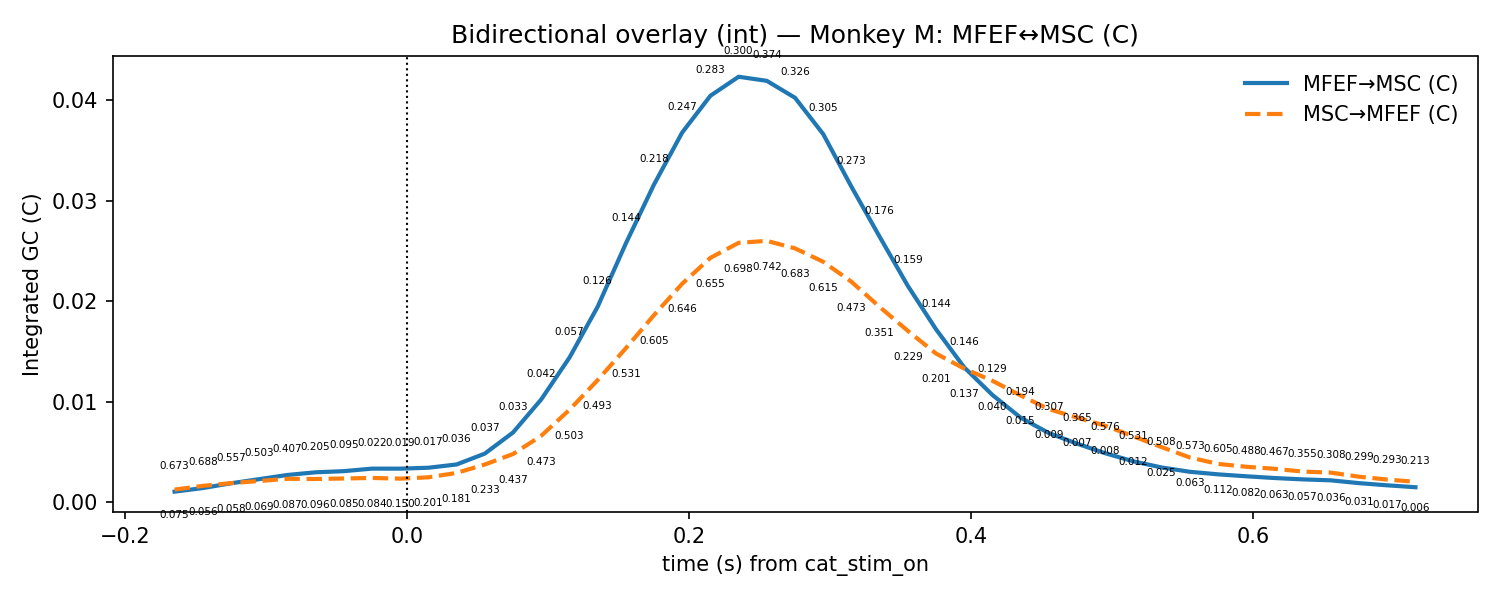 Bidirectional overlay (int) — Monkey M: MFEF↔MSC (C)
MFEF→MSC (C)
MSC→MFEF (C)
Integrated GC (C)
0.04
0.03
0.02
0.01
0.00
0.673 0.688 0.557 0.503 0.407 0.205 0.095 0.022 0.019 0.017 0.036 0.037 0.033 0.042 0.057 0.126 0.144 0.218 0.247 0.283 0.300 0.374 0.326 0.305 0.273 0.176 0.159 0.144 0.146 0.129 0.194 0.307 0.365 0.576 0.531 0.508 0.573 0.605 0.488 0.467 0.355 0.308 0.299 0.293 0.213
0.075 0.056 0.058 0.069 0.087 0.096 0.085 0.084 0.150 0.201 0.181 0.233 0.437 0.473 0.503 0.493 0.531 0.605 0.646 0.655 0.698 0.742 0.683 0.615 0.473 0.351 0.229 0.201 0.137 0.040 0.015 0.009 0.007 0.008 0.012 0.025 0.063 0.112 0.082 0.063 0.057 0.036 0.031 0.017 0.006
−0.2 0.0 0.2 0.4 0.6
time (s) from cat_stim_on